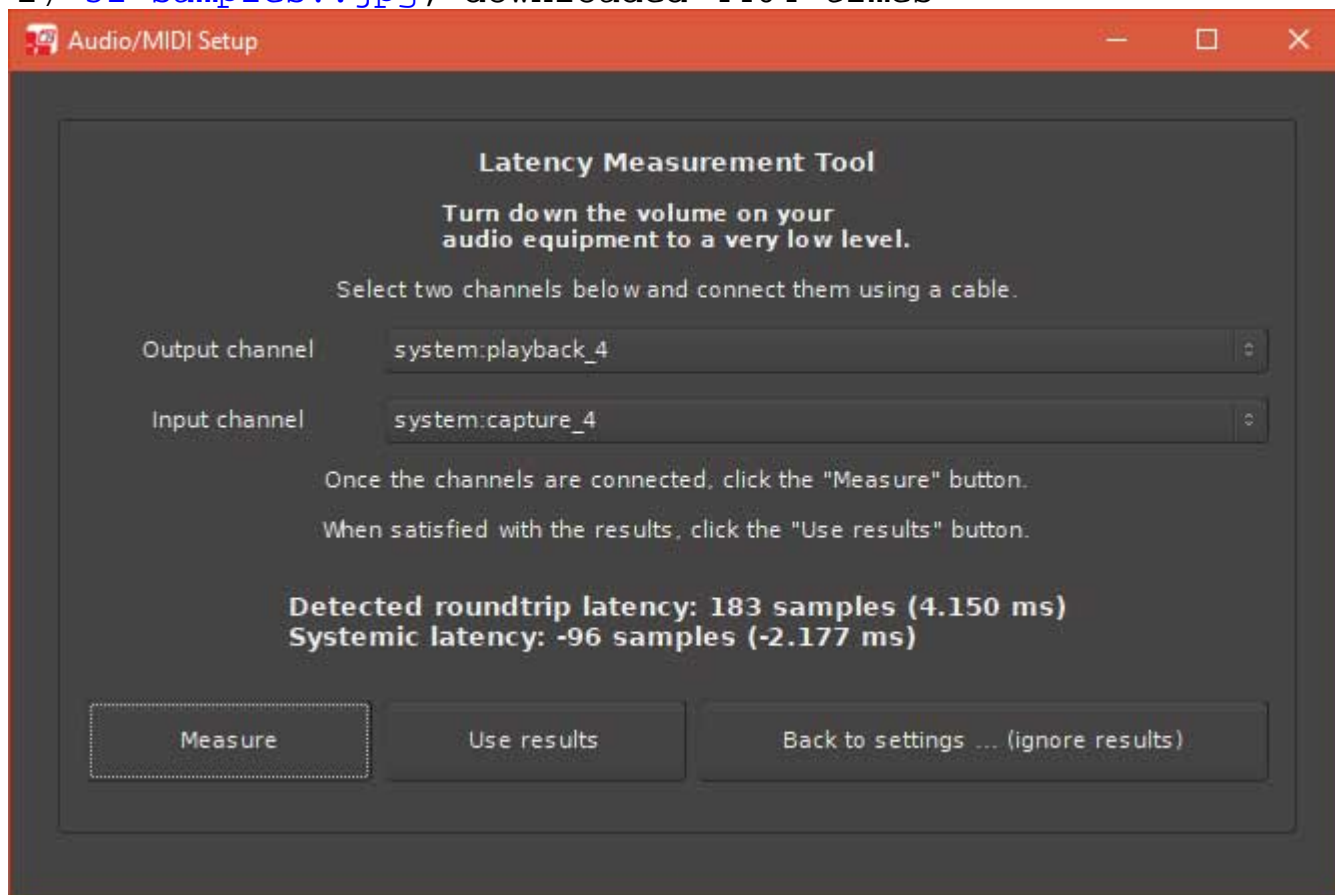 Audio/MIDI Setup
Latency Measurement Tool
Turn down the volume on your
audio equipment to a very low level.
Select two channels below and connect them using a cable.
Output channel system:playback_4
Input channel system:capture_4
Once the channels are connected, click the "Measure" button.
When satisfied with the results, click the "Use results" button.
Detected roundtrip latency: 183 samples (4.150 ms)
Systemic latency: -96 samples (-2.177 ms)
Measure Use results Back to settings ... (ignore results)